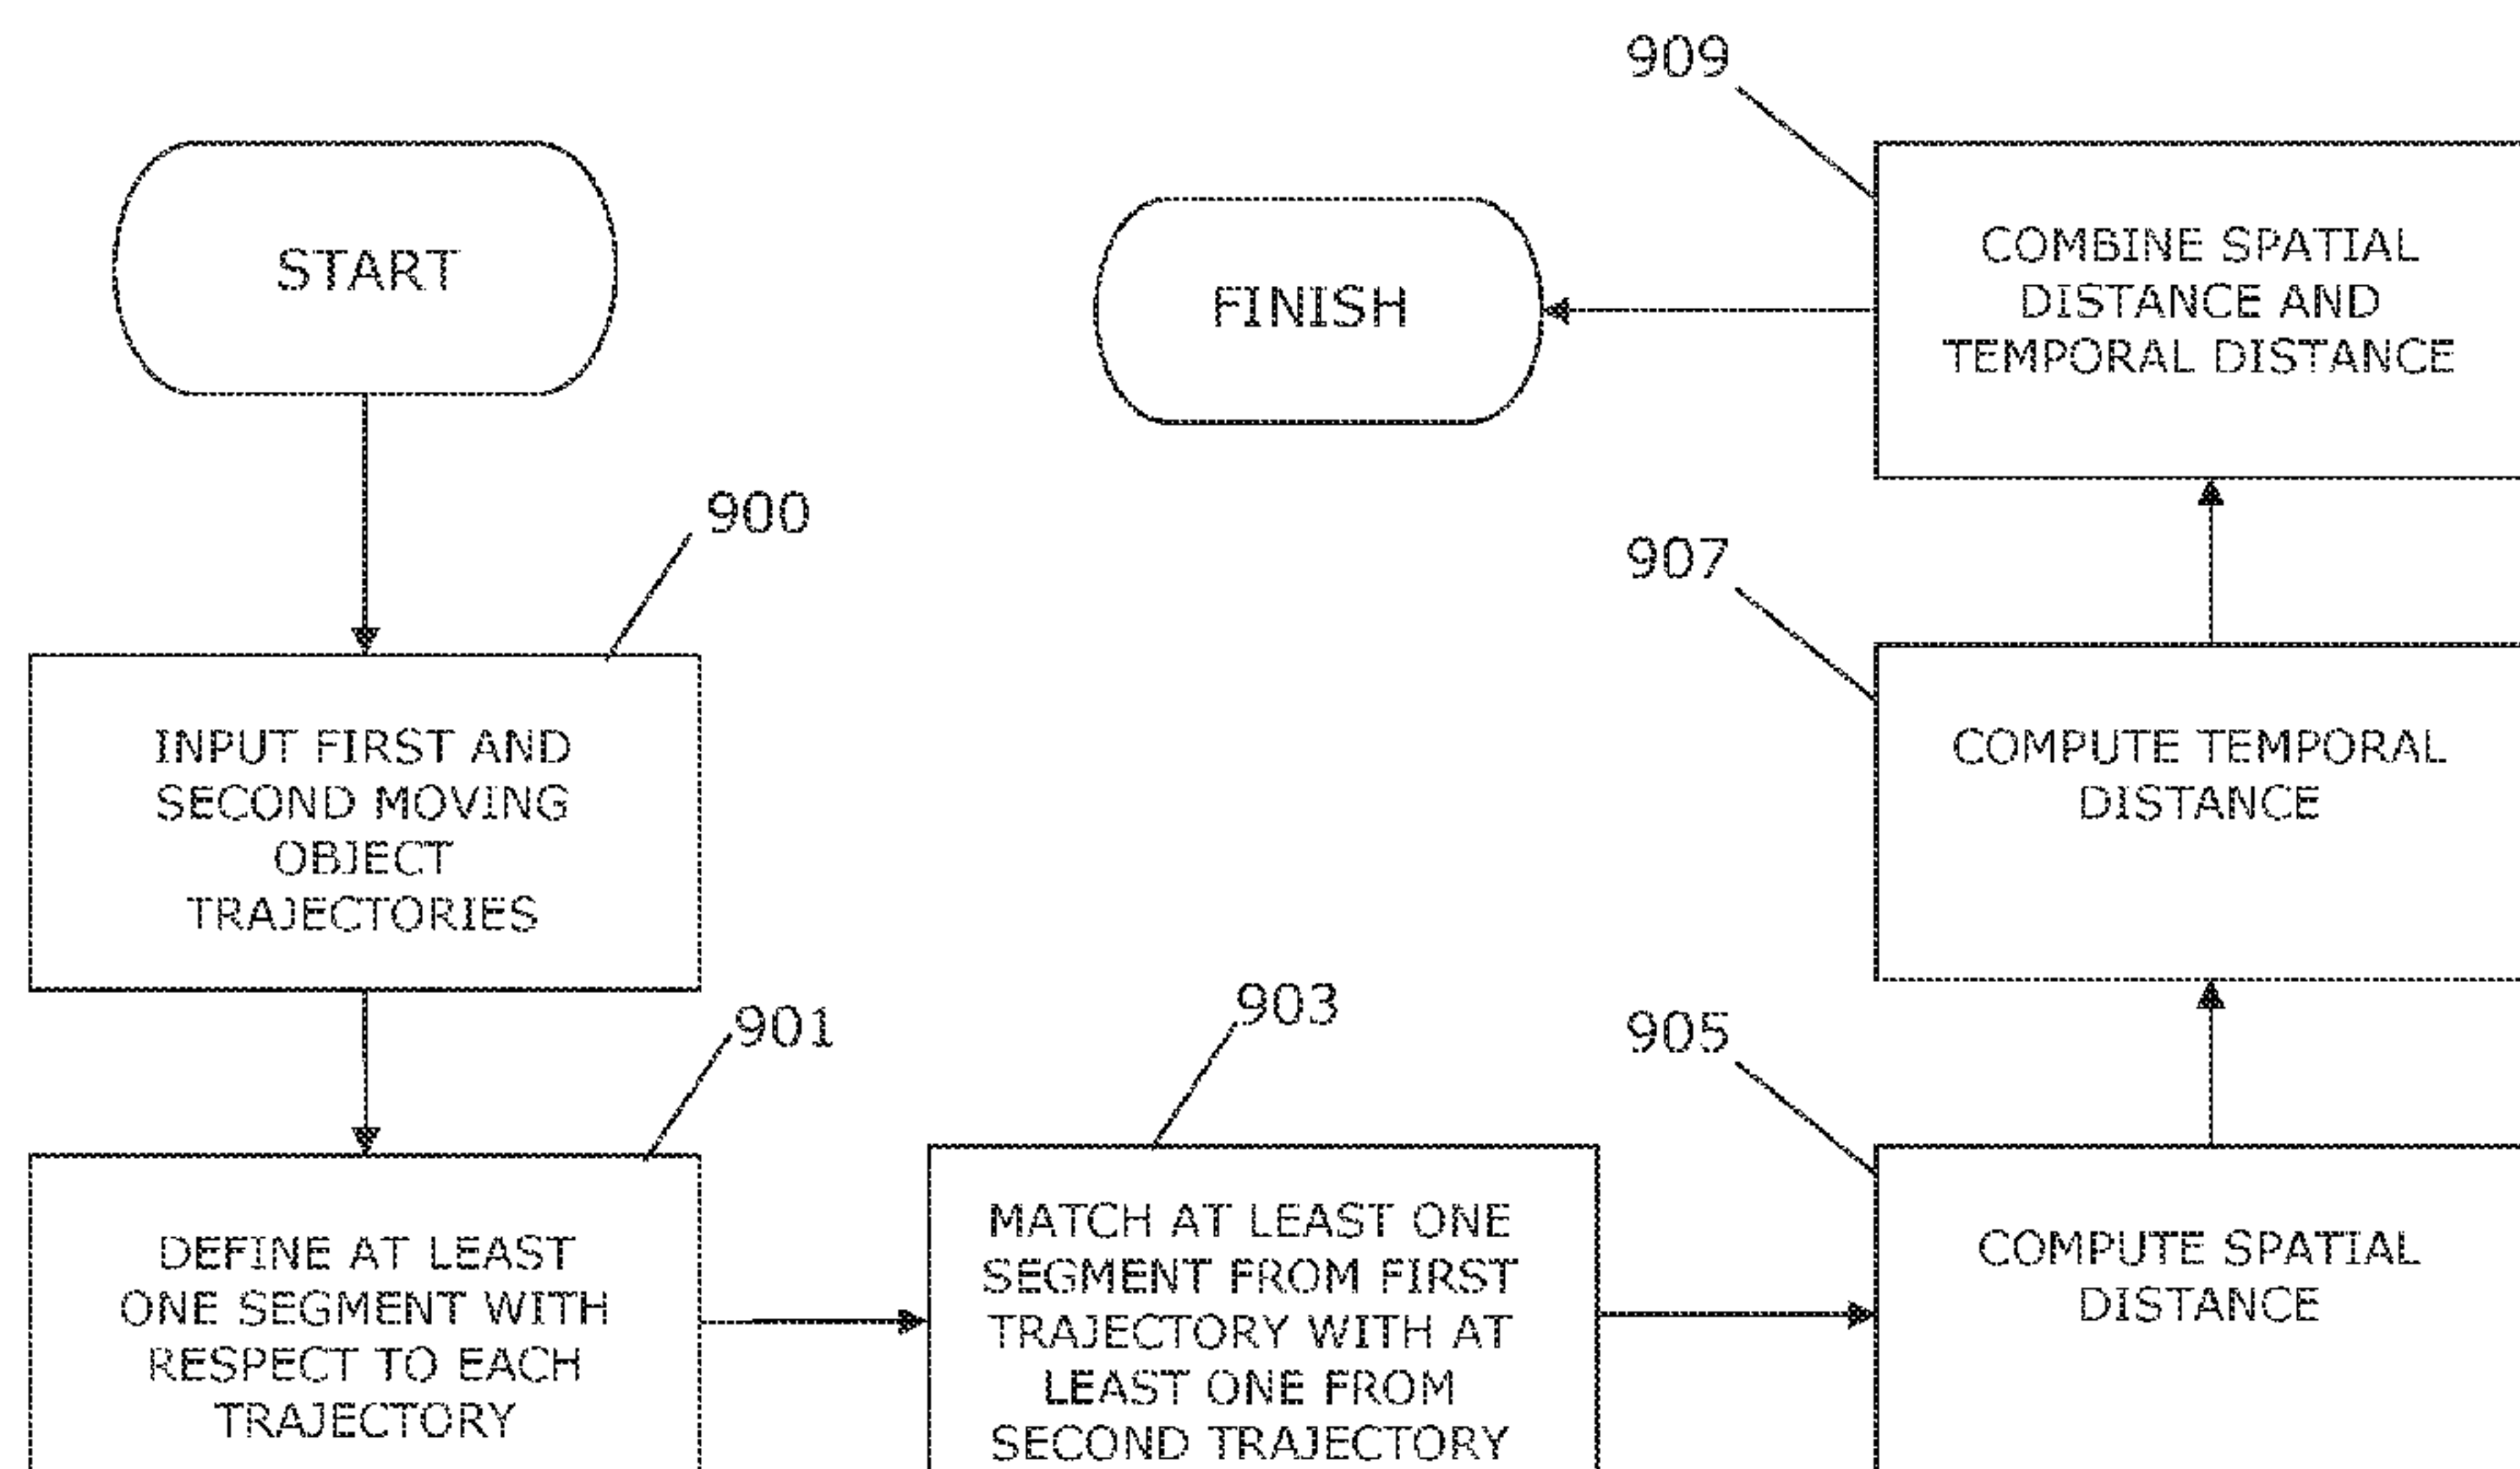 START
900
INPUT FIRST AND
SECOND MOVING
OBJECT
TRAJECTORIES
901
DEFINE AT LEAST
ONE SEGMENT WITH
RESPECT TO EACH
TRAJECTORY
903
MATCH AT LEAST ONE
SEGMENT FROM FIRST
TRAJECTORY WITH AT
LEAST ONE FROM
SECOND TRAJECTORY
905
COMPUTE SPATIAL
DISTANCE
907
COMPUTE TEMPORAL
DISTANCE
909
COMBINE SPATIAL
DISTANCE AND
TEMPORAL DISTANCE
FINISH